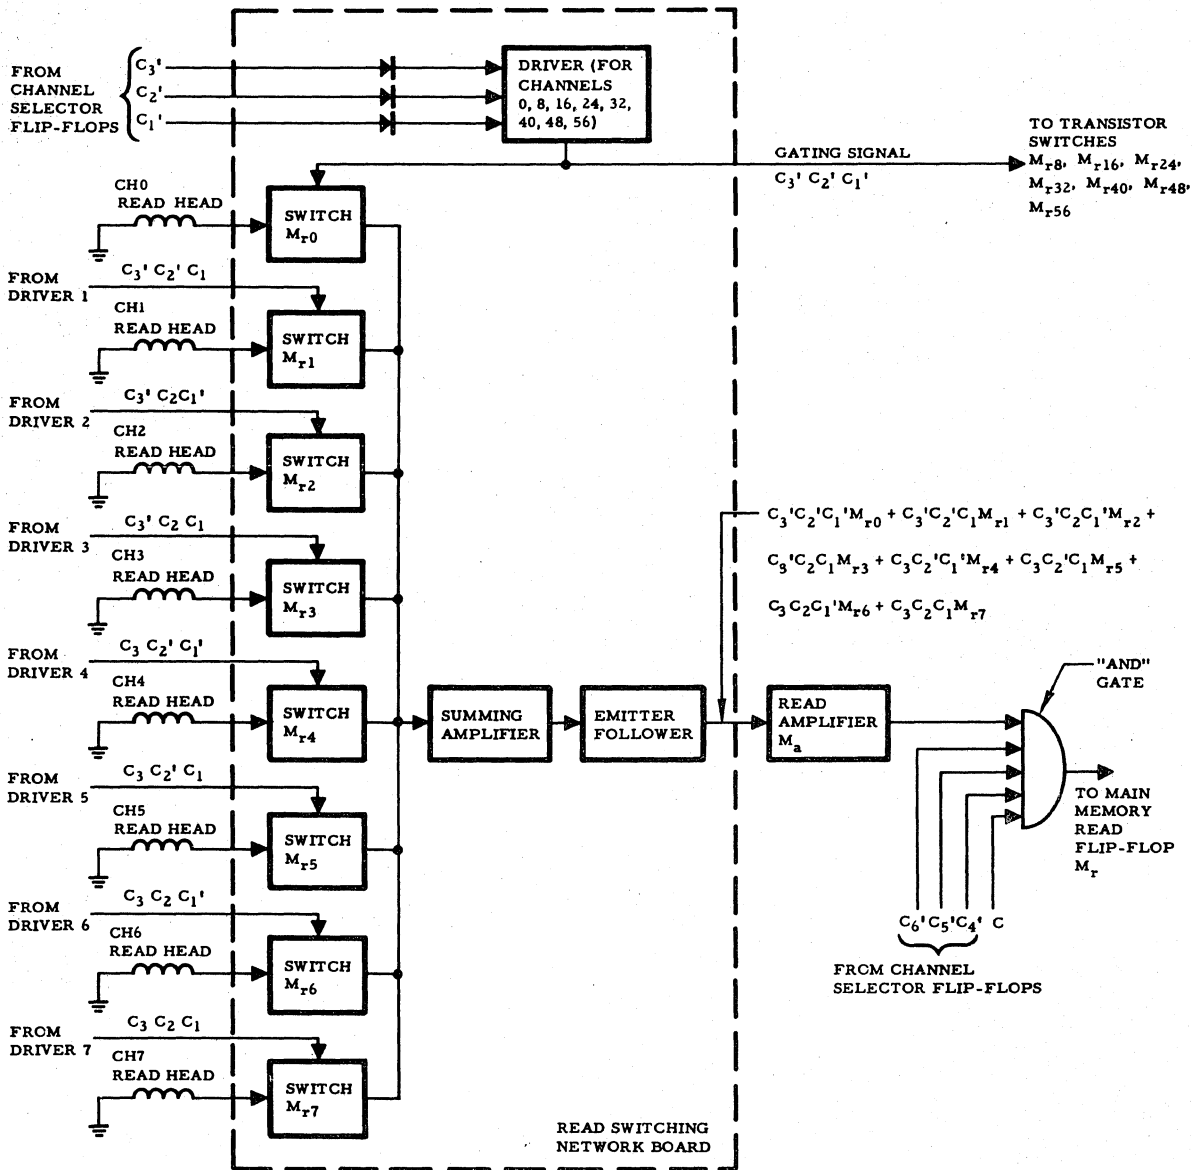 FROM
CHANNEL
SELECTOR
FLIP-FLOPS
C3'
C2'
C1'
DRIVER (FOR
CHANNELS
0, 8, 16, 24, 32,
40, 48, 56)
GATING SIGNAL
C3' C2' C1'
TO TRANSISTOR
SWITCHES
Mr8, Mr16, Mr24,
Mr32, Mr40, Mr48,
Mr56
CH0
READ HEAD
SWITCH
Mr0
FROM
DRIVER 1
C3' C2' C1
CH1
READ HEAD
SWITCH
Mr1
FROM
DRIVER 2
C3' C2C1'
CH2
READ HEAD
SWITCH
Mr2
FROM
DRIVER 3
C3' C2 C1
CH3
READ HEAD
SWITCH
Mr3
C3'C2'C1'Mr0 + C3'C2'C1Mr1 + C3'C2C1'Mr2 +
C3'C2C1Mr3 + C3C2'C1'Mr4 + C3C2'C1Mr5 +
C3C2C1'Mr6 + C3C2C1Mr7
FROM
DRIVER 4
C3 C2' C1'
CH4
READ HEAD
SWITCH
Mr4
SUMMING
AMPLIFIER
EMITTER
FOLLOWER
READ
AMPLIFIER
Ma
"AND"
GATE
TO MAIN
MEMORY
READ
FLIP-FLOP
Mr
FROM
DRIVER 5
C3 C2' C1
CH5
READ HEAD
SWITCH
Mr5
FROM
DRIVER 6
C3 C2 C1'
CH6
READ HEAD
SWITCH
Mr6
C6'C5'C4' C
FROM CHANNEL
SELECTOR FLIP-FLOPS
FROM
DRIVER 7
C3 C2 C1
CH7
READ HEAD
SWITCH
Mr7
READ SWITCHING
NETWORK BOARD